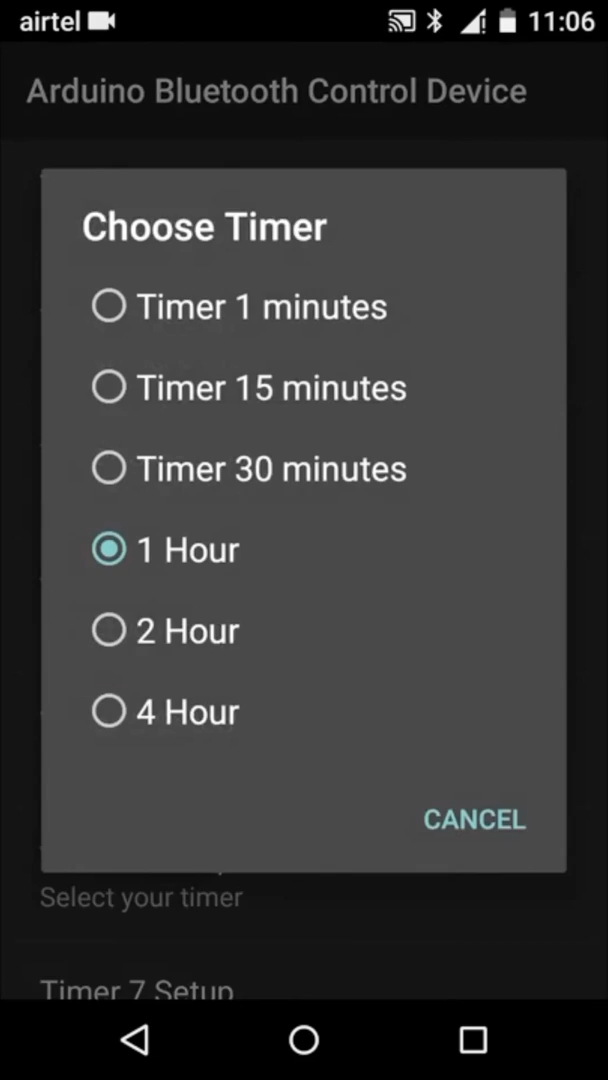 airtel 11:06
Arduino Bluetooth Control Device
Choose Timer
Timer 1 minutes
Timer 15 minutes
Timer 30 minutes
1 Hour
2 Hour
4 Hour
CANCEL
Select your timer
Timer 7 Setup